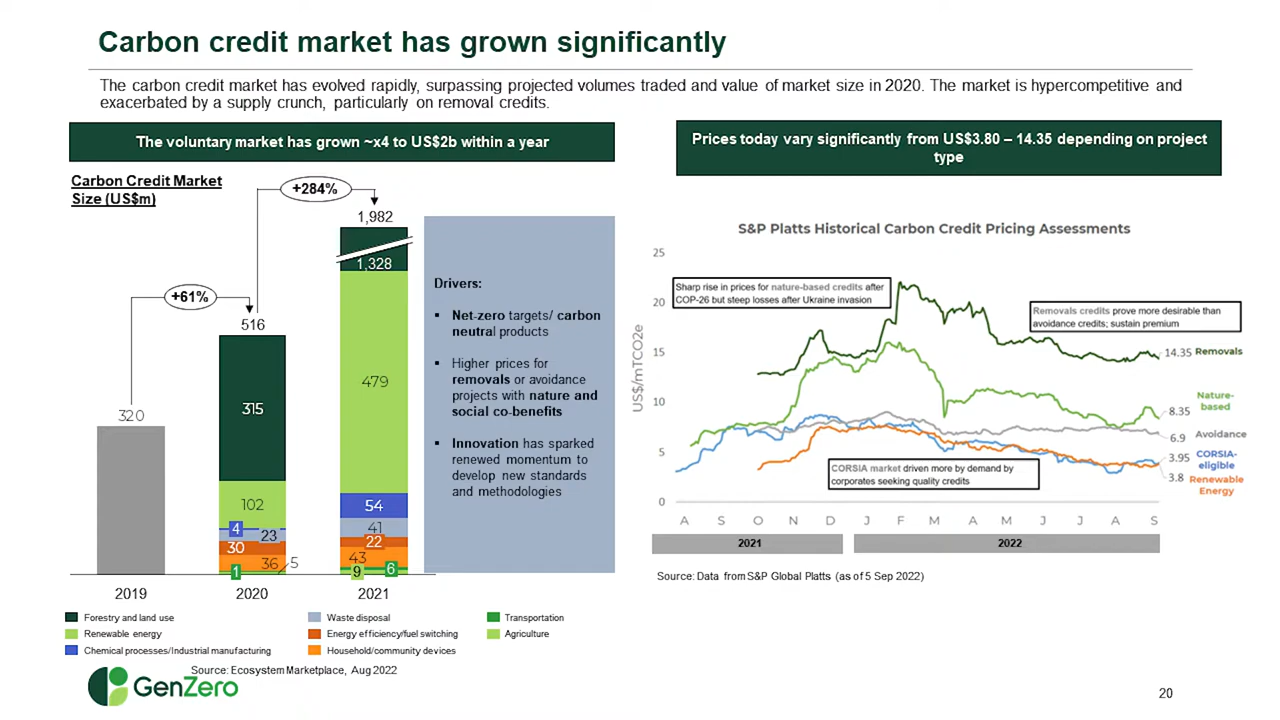 Carbon credit market has grown significantly
The carbon credit market has evolved rapidly, surpassing projected volumes traded and value of market size in 2020. The market is hypercompetitive and
exacerbated by a supply crunch, particularly on removal credits.
The voluntary market has grown ~x4 to US$2b within a year
Carbon Credit Market
Size (US$m)
+284%
1,982
1,328
+61%
516
479
320
315
102
54
4
23
41
30
22
36
5
43
1
9
6
2019
2020
2021
Drivers:
▪ Net-zero targets/ carbon
neutral products
▪ Higher prices for
removals or avoidance
projects with nature and
social co-benefits
▪ Innovation has sparked
renewed momentum to
develop new standards
and methodologies
Forestry and land use
Waste disposal
Transportation
Renewable energy
Energy efficiency/fuel switching
Agriculture
Chemical processes/Industrial manufacturing
Household/community devices
Source: Ecosystem Marketplace, Aug 2022
Prices today vary significantly from US$3.80 – 14.35 depending on project
type
S&P Platts Historical Carbon Credit Pricing Assessments
US$/mTCO2e
25
20
15
10
5
0
Sharp rise in prices for nature-based credits after
COP-26 but steep losses after Ukraine invasion
Removals credits prove more desirable than
avoidance credits; sustain premium
14.35 Removals
Nature-
based
8.35
6.9 Avoidance
3.95 CORSIA-
eligible
3.8 Renewable
Energy
CORSIA market driven more by demand by
corporates seeking quality credits
A S O N D J F M A M J J A S
2021
2022
Source: Data from S&P Global Platts (as of 5 Sep 2022)
GenZero
20